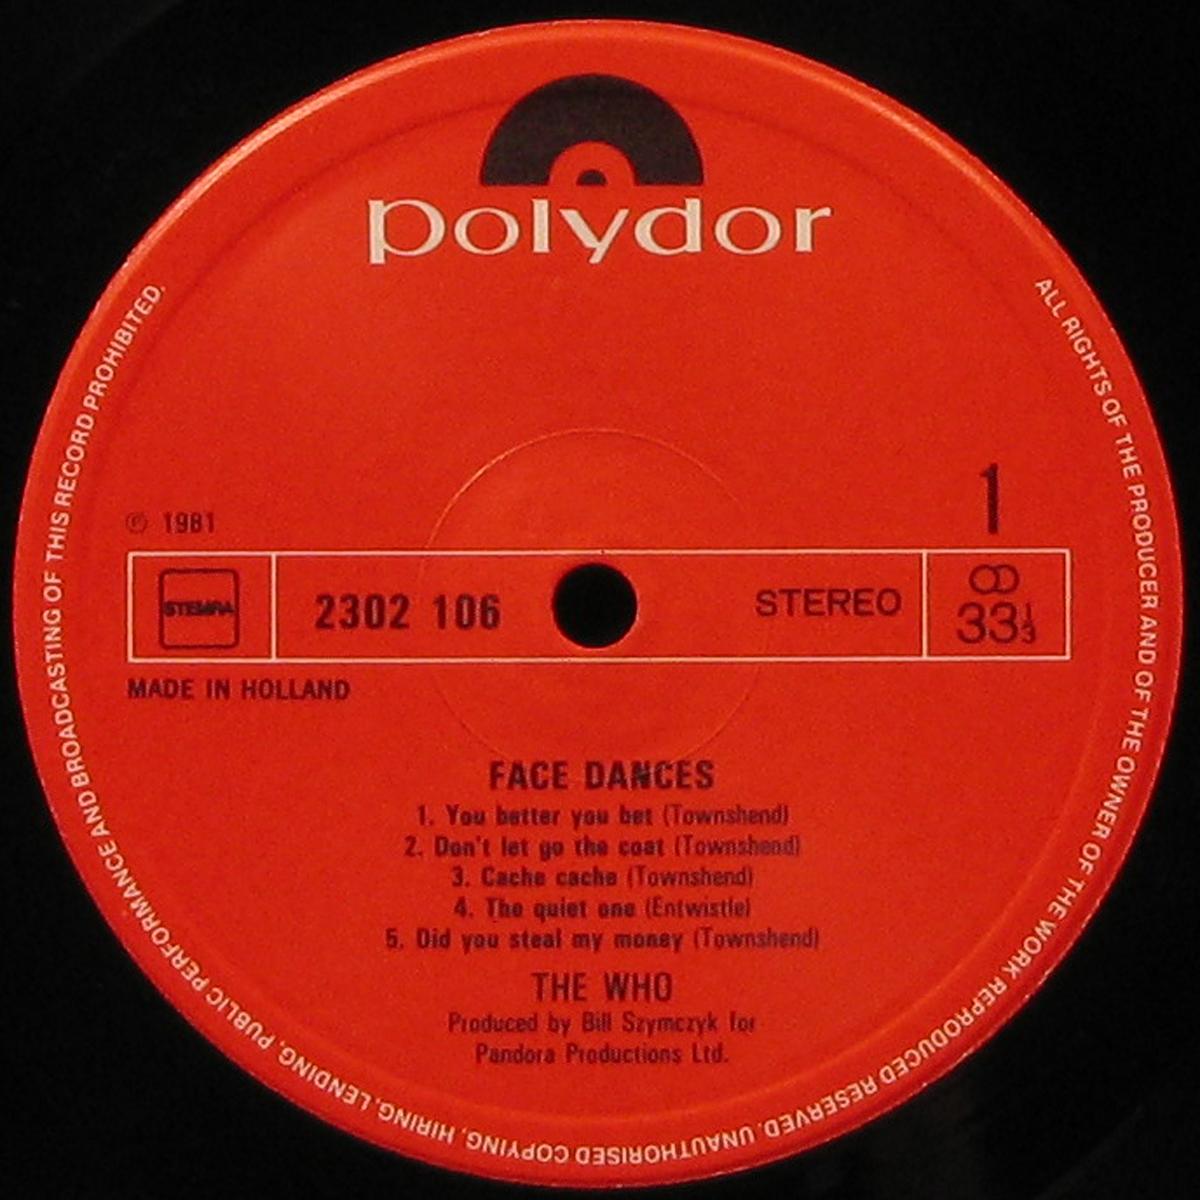 polydor
℗ 1981
1
STEMRA
2302 106
STEREO
33 1/3
MADE IN HOLLAND
FACE DANCES
1. You better you bet (Townshend)
2. Don't let go the coat (Townshend)
3. Cache cache (Townshend)
4. The quiet one (Entwistle)
5. Did you steal my money (Townshend)
THE WHO
Produced by Bill Szymczyk for
Pandora Productions Ltd.
ALL RIGHTS OF THE PRODUCER AND OF THE OWNER OF THE WORK REPRODUCED RESERVED. UNAUTHORISED COPYING, HIRING, LENDING, PUBLIC PERFORMANCE AND BROADCASTING OF THIS RECORD PROHIBITED.